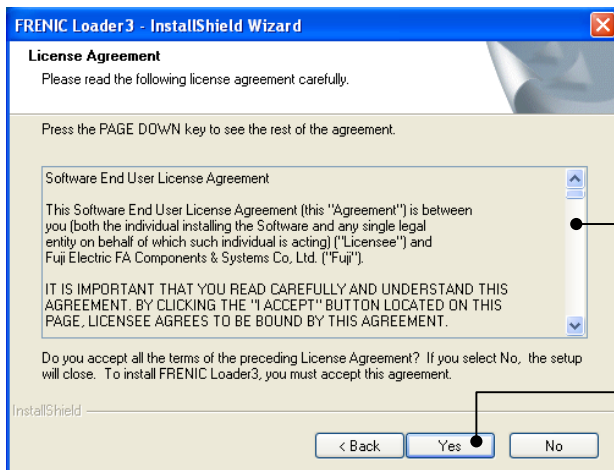 FRENIC Loader3 - InstallShield Wizard
License Agreement
Please read the following license agreement carefully.
Press the PAGE DOWN key to see the rest of the agreement.
Software End User License Agreement
This Software End User License Agreement (this "Agreement") is between
you (both the individual installing the Software and any single legal
entity on behalf of which such individual is acting) ("Licensee") and
Fuji Electric FA Components & Systems Co, Ltd. ("Fuji").
IT IS IMPORTANT THAT YOU READ CAREFULLY AND UNDERSTAND THIS
AGREEMENT. BY CLICKING THE "I ACCEPT" BUTTON LOCATED ON THIS
PAGE, LICENSEE AGREES TO BE BOUND BY THIS AGREEMENT.
Do you accept all the terms of the preceding License Agreement? If you select No, the setup
will close. To install FRENIC Loader3, you must accept this agreement.
InstallShield
< Back Yes No